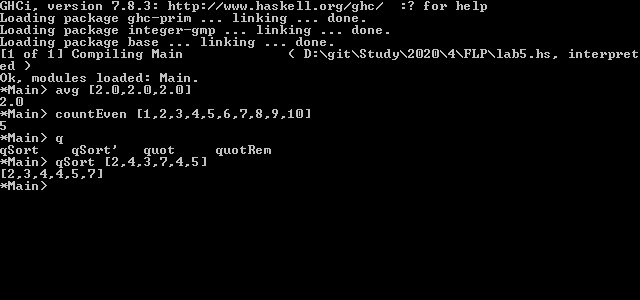 GHCi, version 7.8.3: http://www.haskell.org/ghc/  :? for help
Loading package ghc-prim ... linking ... done.
Loading package integer-gmp ... linking ... done.
Loading package base ... linking ... done.
[1 of 1] Compiling Main             ( D:\git\Study\2020\4\FLP\lab5.hs, interpret
ed )
Ok, modules loaded: Main.
*Main> avg [2.0,2.0,2.0]
2.0
*Main> countEven [1,2,3,4,5,6,7,8,9,10]
5
*Main> q
qSort    qSort'   quot     quotRem
*Main> qSort [2,4,3,7,4,5]
[2,3,4,4,5,7]
*Main>